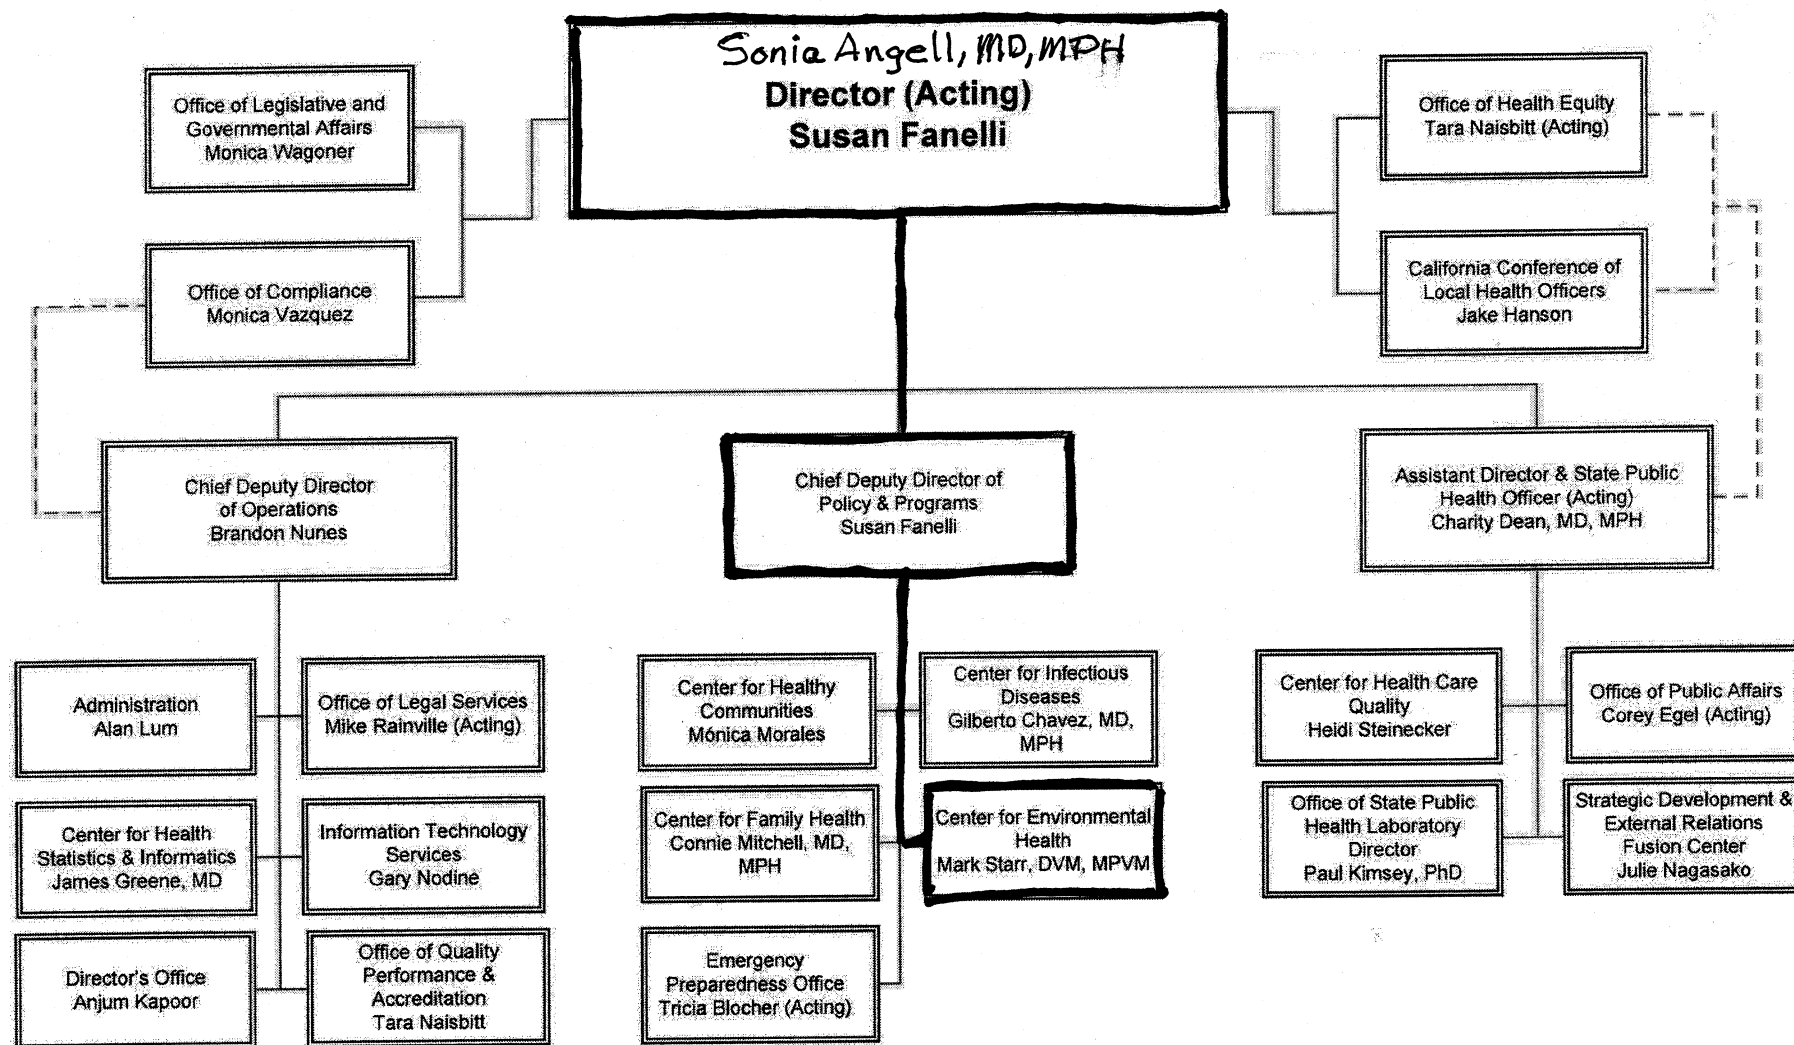 Sonia Angell, MD, MPH
Director (Acting)
Susan Fanelli
Office of Legislative and
Governmental Affairs
Monica Wagoner
Office of Health Equity
Tara Naisbitt (Acting)
Office of Compliance
Monica Vazquez
California Conference of
Local Health Officers
Jake Hanson
Chief Deputy Director
of Operations
Brandon Nunes
Chief Deputy Director of
Policy & Programs
Susan Fanelli
Assistant Director & State Public
Health Officer (Acting)
Charity Dean, MD, MPH
Administration
Alan Lum
Office of Legal Services
Mike Rainville (Acting)
Center for Health
Statistics & Informatics
James Greene, MD
Information Technology
Services
Gary Nodine
Director's Office
Anjum Kapoor
Office of Quality
Performance &
Accreditation
Tara Naisbitt
Center for Healthy
Communities
Mónica Morales
Center for Infectious
Diseases
Gilberto Chavez, MD,
MPH
Center for Family Health
Connie Mitchell, MD,
MPH
Center for Environmental
Health
Mark Starr, DVM, MPVM
Emergency
Preparedness Office
Tricia Blocher (Acting)
Center for Health Care
Quality
Heidi Steinecker
Office of Public Affairs
Corey Egel (Acting)
Office of State Public
Health Laboratory
Director
Paul Kimsey, PhD
Strategic Development &
External Relations
Fusion Center
Julie Nagasako